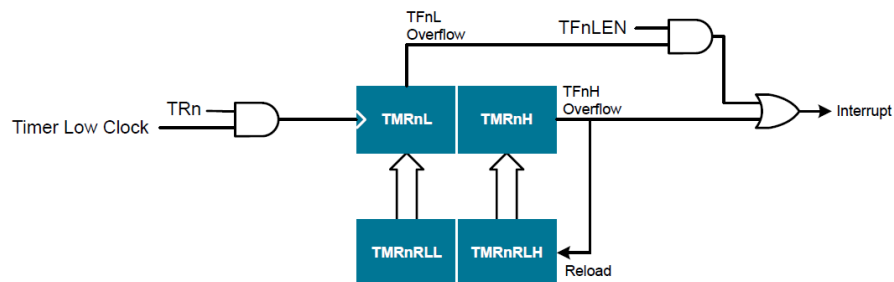 TFnL
Overflow
TFnLEN
TRn
Timer Low Clock
TMRnL
TMRnH
TFnH
Overflow
Interrupt
TMRnRLL
TMRnRLH
Reload